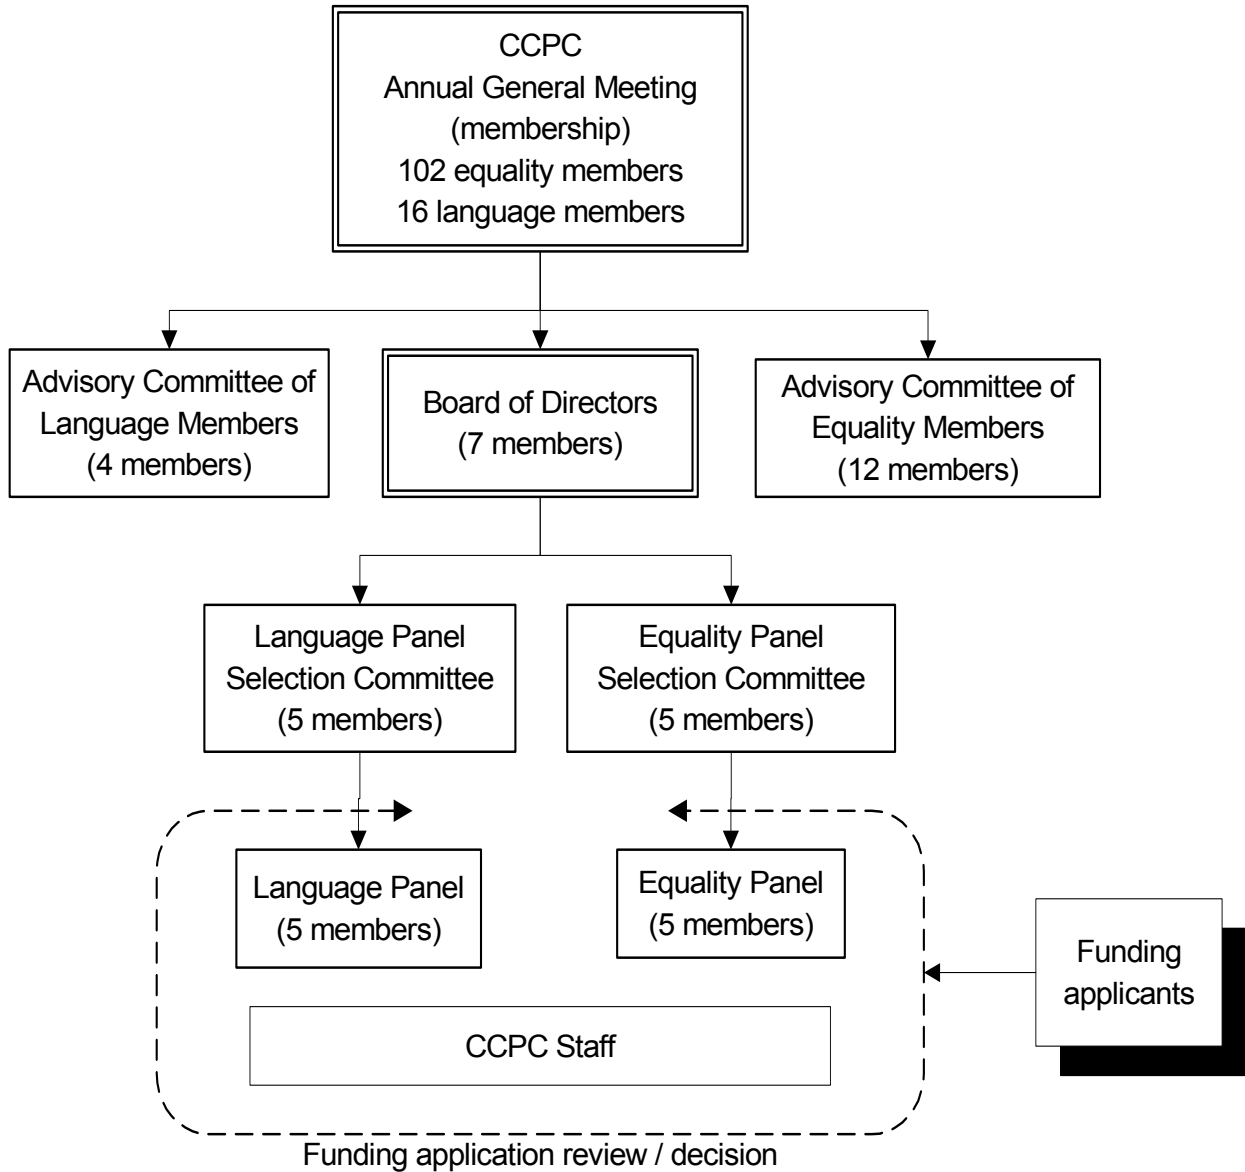 CCPC
Annual General Meeting
(membership)
102 equality members
16 language members
Advisory Committee of
Language Members
(4 members)
Board of Directors
(7 members)
Advisory Committee of
Equality Members
(12 members)
Language Panel
Selection Committee
(5 members)
Equality Panel
Selection Committee
(5 members)
Language Panel
(5 members)
Equality Panel
(5 members)
Funding
applicants
CCPC Staff
Funding application review / decision